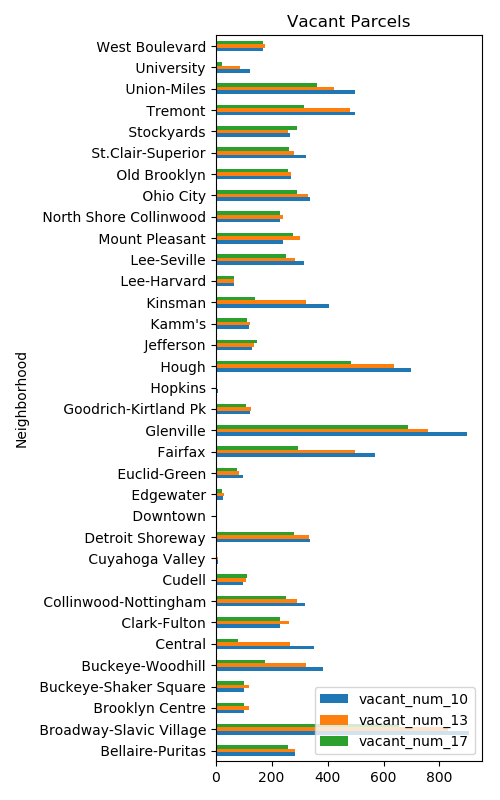 Vacant Parcels
West Boulevard
University
Union-Miles
Tremont
Stockyards
St.Clair-Superior
Old Brooklyn
Ohio City
North Shore Collinwood
Mount Pleasant
Lee-Seville
Lee-Harvard
Kinsman
Kamm's
Jefferson
Hough
Hopkins
Goodrich-Kirtland Pk
Glenville
Fairfax
Euclid-Green
Edgewater
Downtown
Detroit Shoreway
Cuyahoga Valley
Cudell
Collinwood-Nottingham
Clark-Fulton
Central
Buckeye-Woodhill
Buckeye-Shaker Square
Brooklyn Centre
Broadway-Slavic Village
Bellaire-Puritas
Neighborhood
vacant_num_10
vacant_num_13
vacant_num_17
0 200 400 600 800